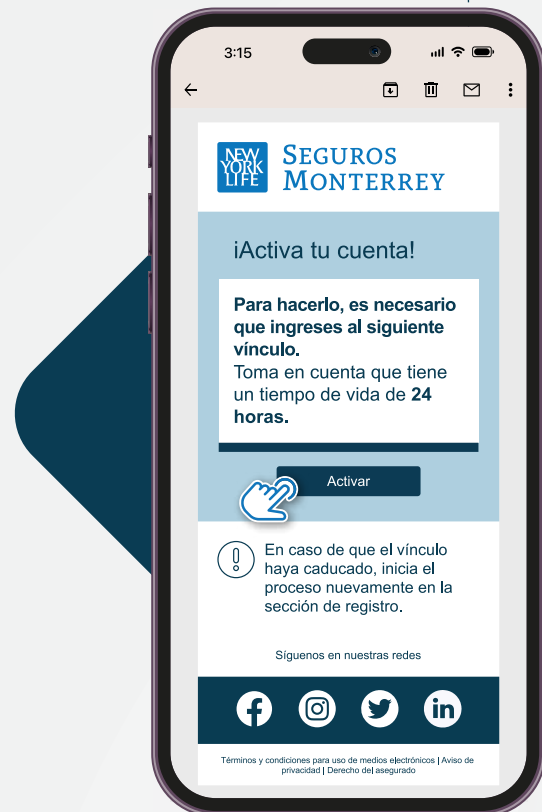 3:15
NEW
YORK
LIFE
SEGUROS
MONTERREY
¡Activa tu cuenta!
Para hacerlo, es necesario
que ingreses al siguiente
vínculo.
Toma en cuenta que tiene
un tiempo de vida de 24
horas.
Activar
En caso de que el vínculo
haya caducado, inicia el
proceso nuevamente en la
sección de registro.
Síguenos en nuestras redes
Términos y condiciones para uso de medios electrónicos | Aviso de
privacidad | Derecho del asegurado